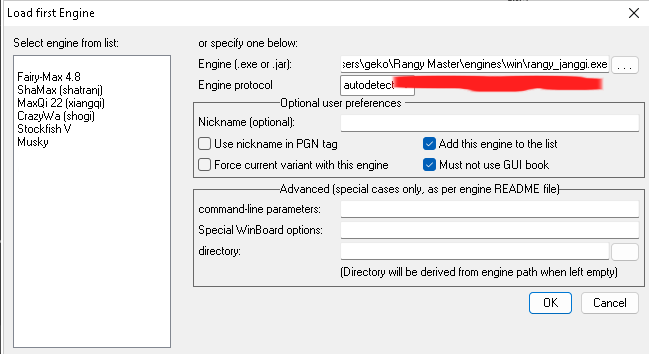 Load first Engine
Select engine from list:
Fairy-Max 4.8
ShaMax (shatranj)
MaxQi 22 (xiangqi)
CrazyWa (shogi)
Stockfish V
Musky
or specify one below:
Engine (.exe or .jar): sers\geko\Rangy Master\engines\win\rangy_janggi.exe ...
Engine protocol autodetect
Optional user preferences
Nickname (optional):
Use nickname in PGN tag Add this engine to the list
Force current variant with this engine Must not use GUI book
Advanced (special cases only, as per engine README file)
command-line parameters:
Special WinBoard options:
directory:
(Directory will be derived from engine path when left empty)
OK Cancel